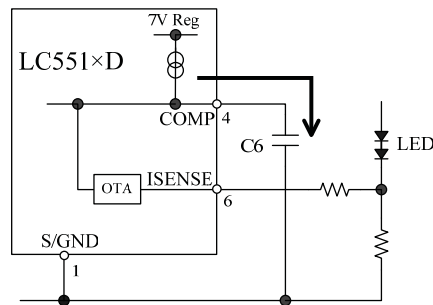 7V Reg
LC551×D
COMP 4
C6
LED
ISENSE
OTA
6
S/GND
1